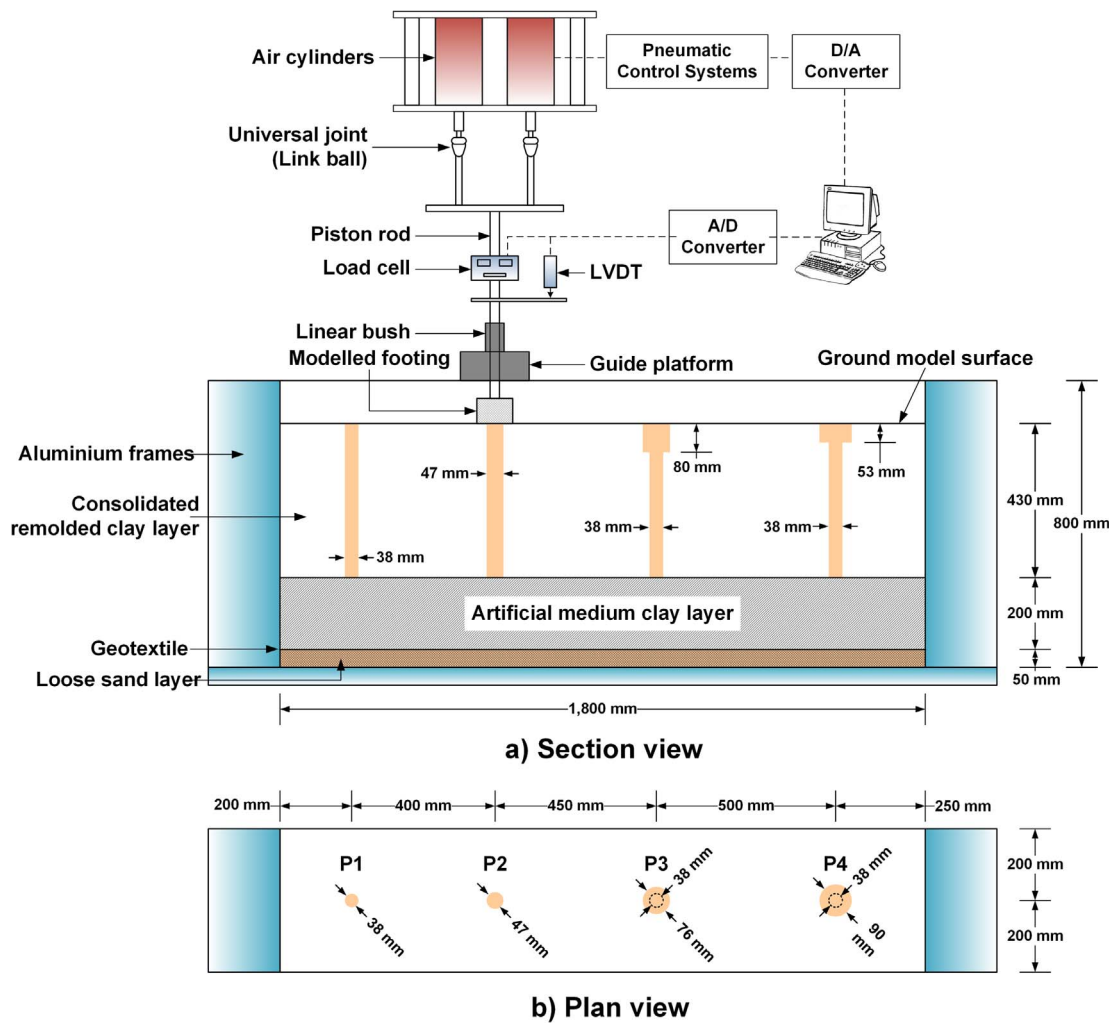 Air cylinders
Pneumatic
Control Systems
D/A
Converter
Universal joint
(Link ball)
A/D
Converter
Piston rod
Load cell
LVDT
Linear bush
Modelled footing
Guide platform
Ground model surface
Aluminium frames
47 mm
80 mm
53 mm
430 mm
800 mm
Consolidated
remolded clay layer
38 mm
38 mm
38 mm
Artificial medium clay layer
200 mm
Geotextile
Loose sand layer
50 mm
1,800 mm
a) Section view
200 mm
400 mm
450 mm
500 mm
250 mm
P1
P2
P3
P4
38 mm
47 mm
38 mm
76 mm
38 mm
90
mm
200 mm
200 mm
b) Plan view